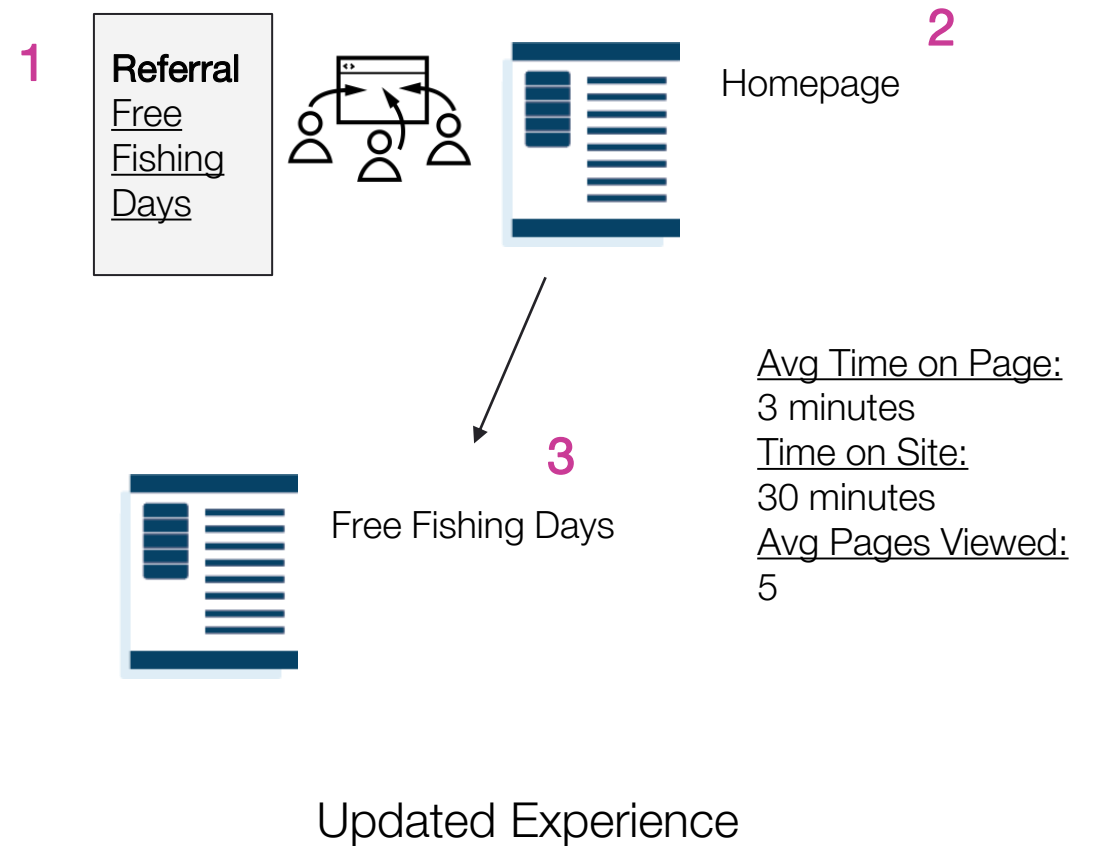 1
Referral
Free
Fishing
Days
2
Homepage
Avg Time on Page:
3 minutes
Time on Site:
30 minutes
Avg Pages Viewed:
5
3
Free Fishing Days
Updated Experience